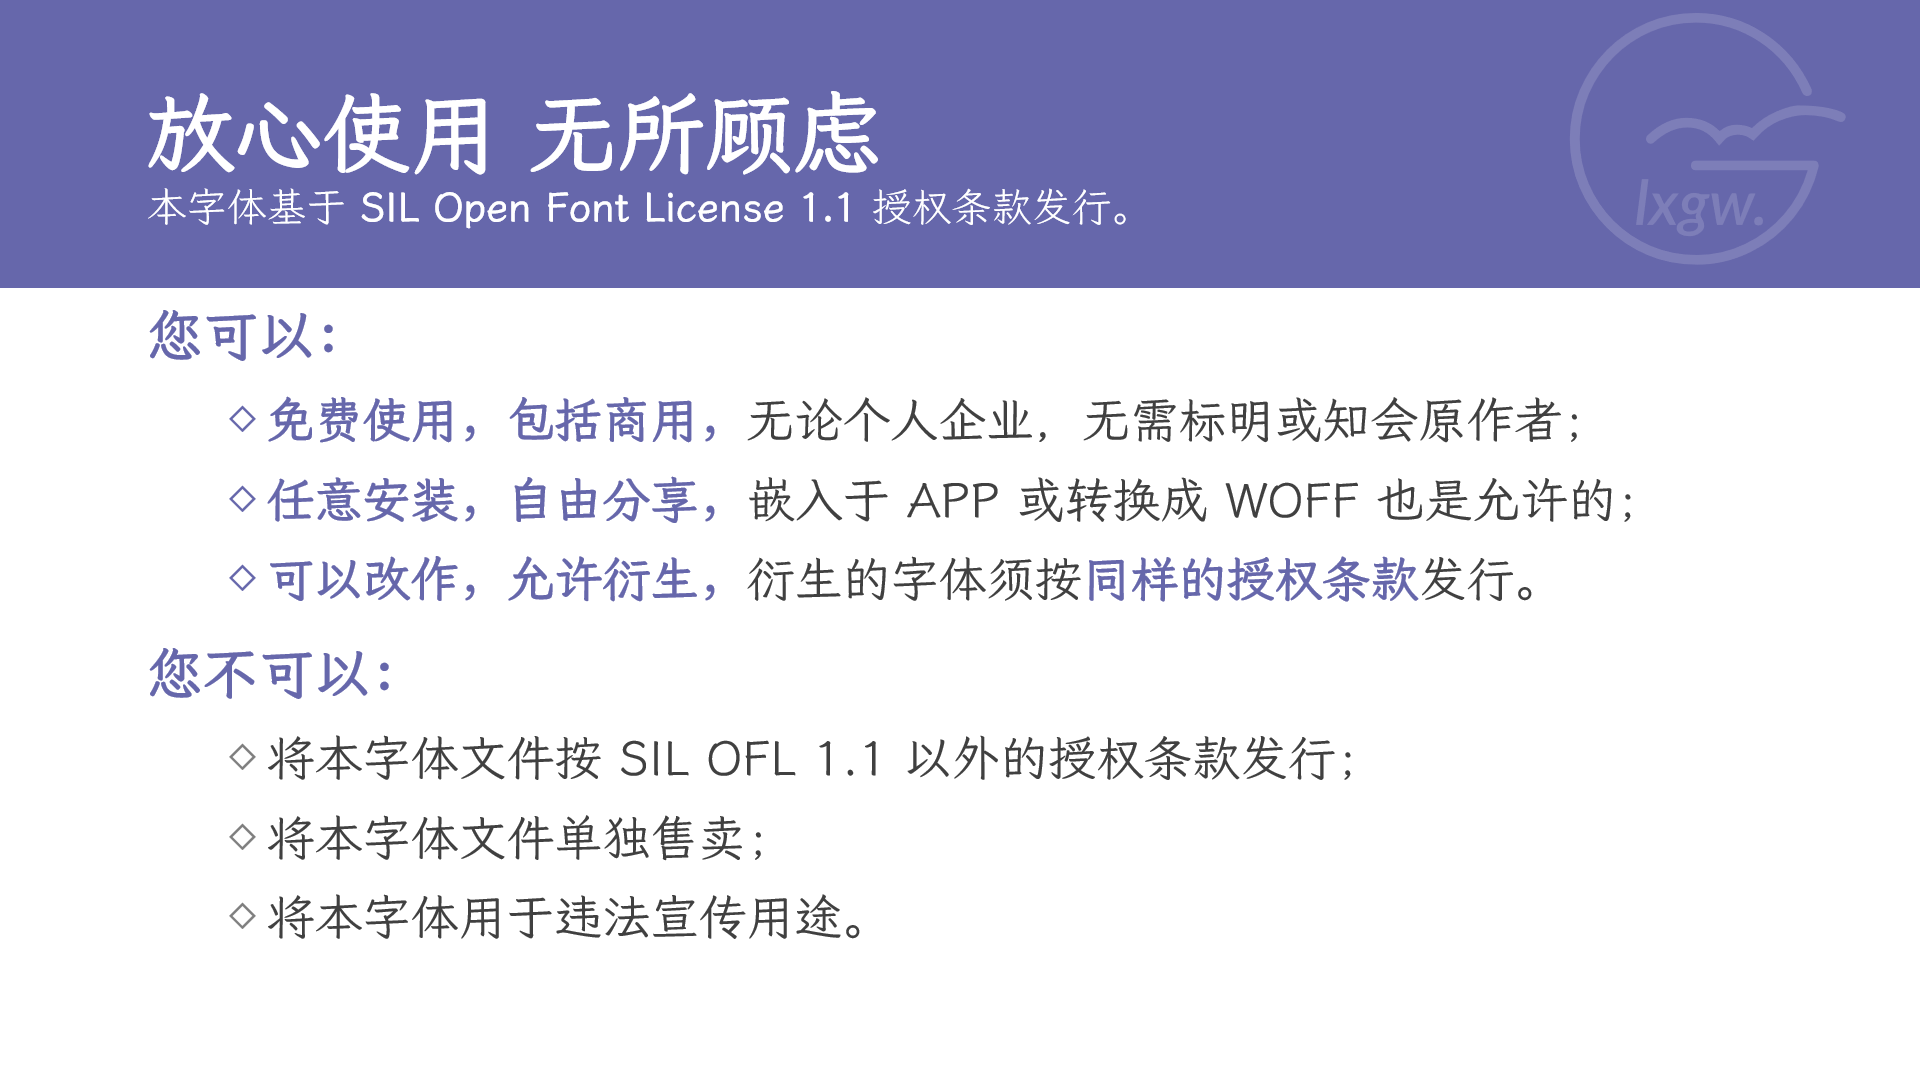 放心使用 无所顾虑
本字体基于 SIL Open Font License 1.1 授权条款发行。
lxgw.
您可以：
◇ 免费使用，包括商用，无论个人企业，无需标明或知会原作者；
◇ 任意安装，自由分享，嵌入于 APP 或转换成 WOFF 也是允许的；
◇ 可以改作，允许衍生，衍生的字体须按同样的授权条款发行。
您不可以：
◇ 将本字体文件按 SIL OFL 1.1 以外的授权条款发行；
◇ 将本字体文件单独售卖；
◇ 将本字体用于违法宣传用途。